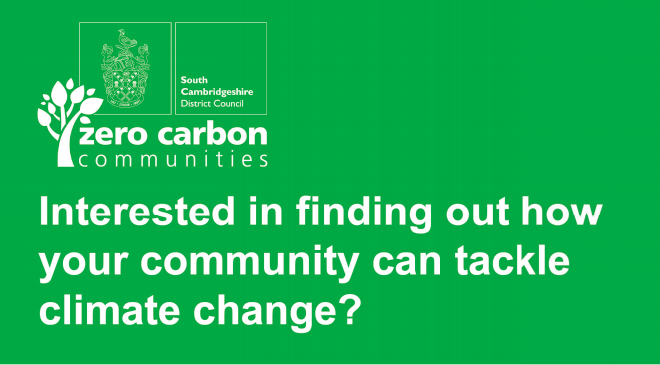 South
Cambridgeshire
District Council
zero carbon
communities
Interested in finding out how
your community can tackle
climate change?